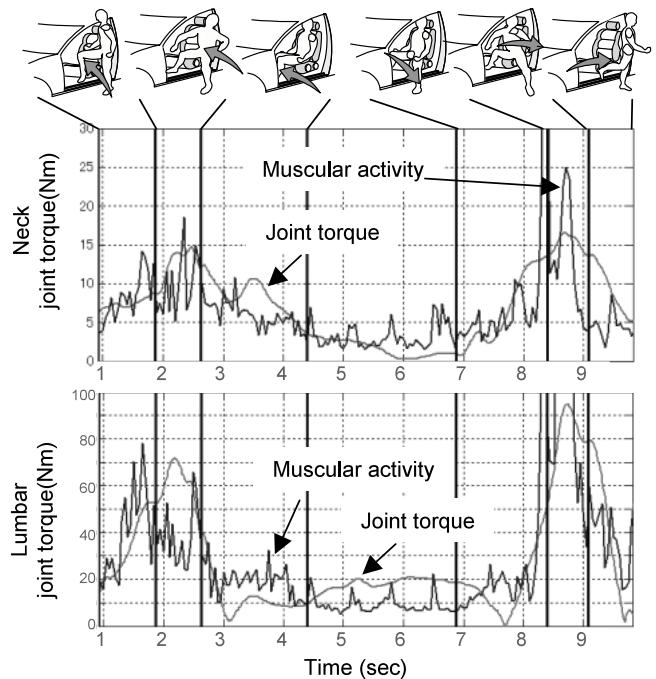 30
25
20
15
10
5
0
Neck
joint torque(Nm)
Muscular activity
Joint torque
1 2 3 4 5 6 7 8 9
100
80
60
40
20
0
Lumbar
joint torque(Nm)
Muscular activity
Joint torque
1 2 3 4 5 6 7 8 9
Time (sec)